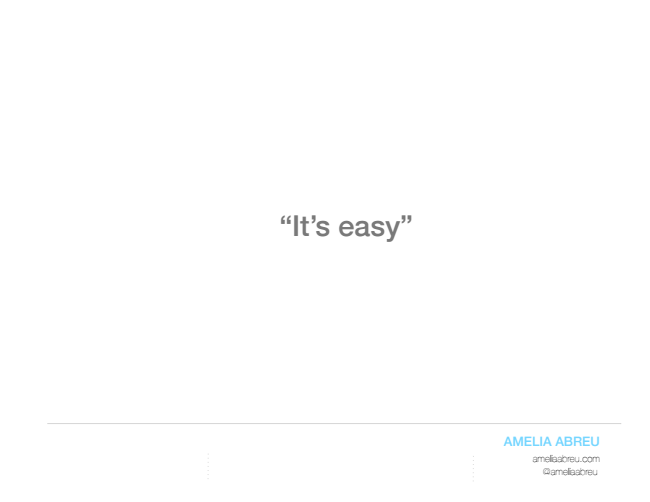 “It’s easy”
AMELIA ABREU
ameliaabreu.com
@ameliaabreu